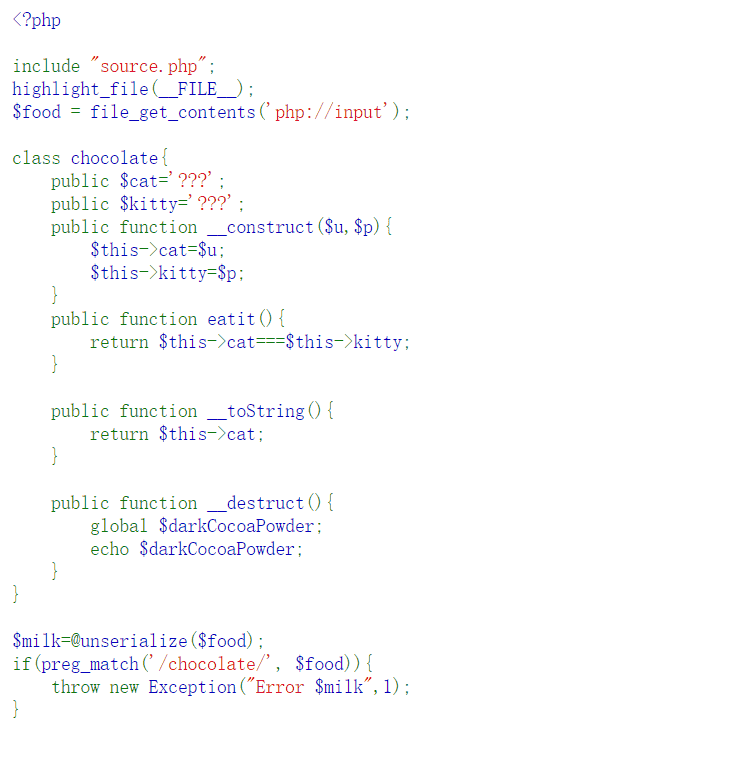 <?php
include "source.php";
highlight_file(__FILE__);
$food = file_get_contents('php://input');
class chocolate{
    public $cat='???';
    public $kitty='???';
    public function __construct($u,$p){
        $this->cat=$u;
        $this->kitty=$p;
    }
    public function eatit(){
        return $this->cat===$this->kitty;
    }
    public function __toString(){
        return $this->cat;
    }
    public function __destruct(){
        global $darkCocoaPowder;
        echo $darkCocoaPowder;
    }
}
$milk=@unserialize($food);
if(preg_match('/chocolate/', $food)){
    throw new Exception("Error $milk",1);
}